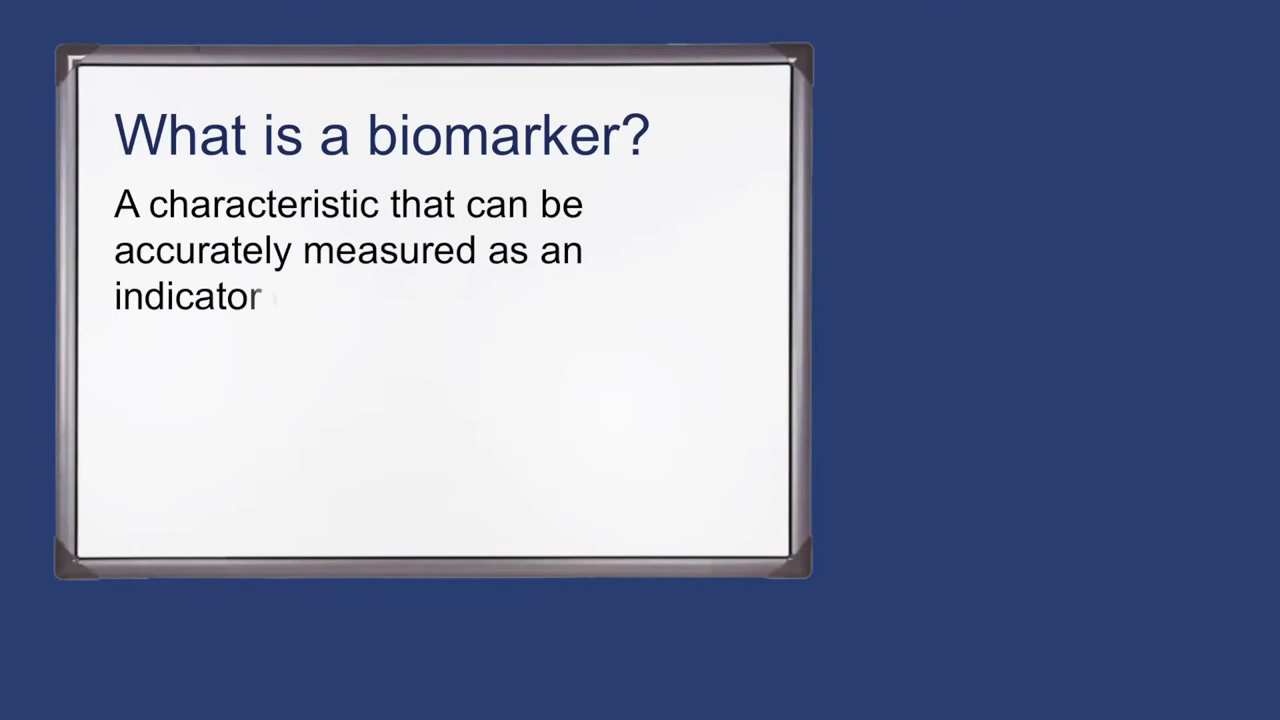 What is a biomarker?
A characteristic that can be
accurately measured as an
indicator